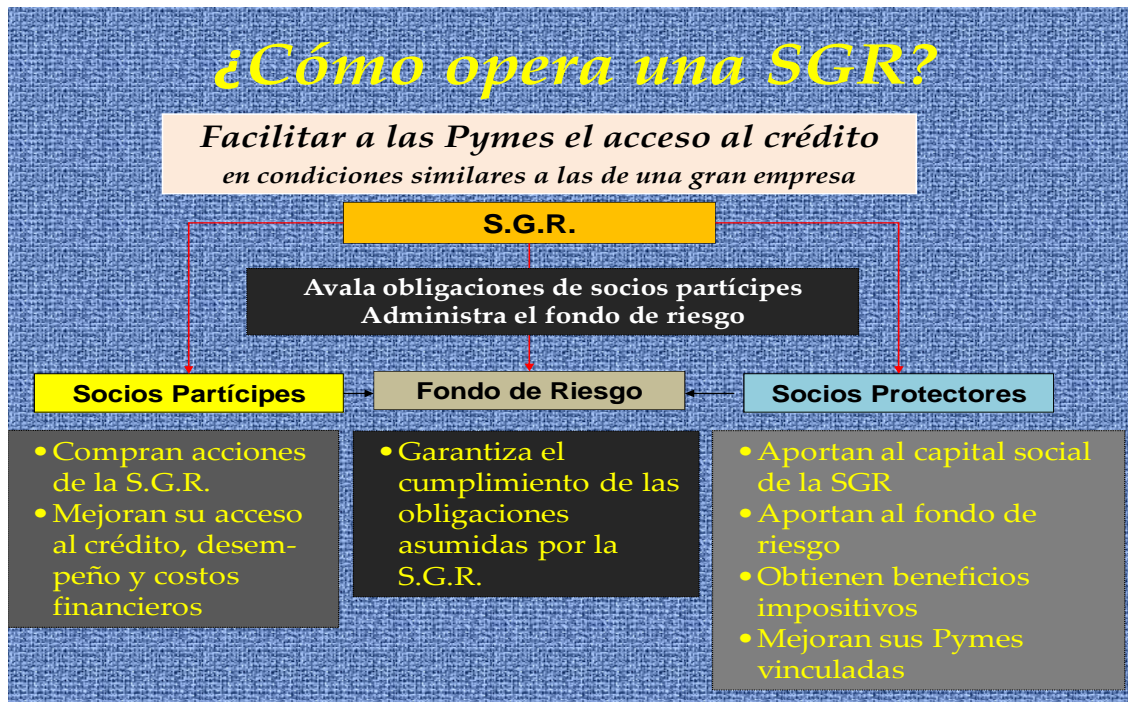 ¿Cómo opera una SGR?
Facilitar a las Pymes el acceso al crédito
en condiciones similares a las de una gran empresa
S.G.R.
Avala obligaciones de socios partícipes
Administra el fondo de riesgo
Socios Partícipes
Fondo de Riesgo
Socios Protectores
• Compran acciones
de la S.G.R.
• Mejoran su acceso
al crédito, desem-
peño y costos
financieros
• Garantiza el
cumplimiento de las
obligaciones
asumidas por la
S.G.R.
• Aportan al capital social
de la SGR
• Aportan al fondo de
riesgo
• Obtienen beneficios
impositivos
• Mejoran sus Pymes
vinculadas